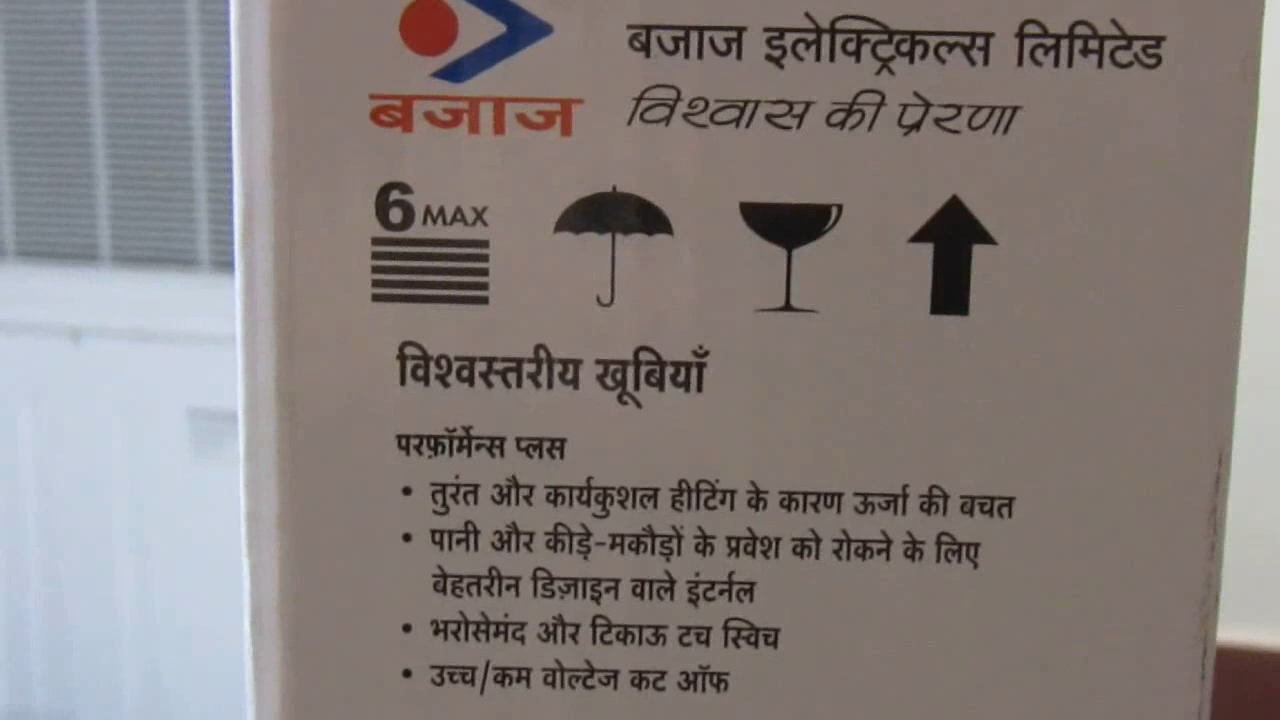 बजाज इलेक्ट्रिकल्स लिमिटेड
बजाज
विश्वास की प्रेरणा
6 MAX
विश्वस्तरीय खूबियाँ
परफ़ॉर्मेन्स प्लस
• तुरंत और कार्यकुशल हीटिंग के कारण ऊर्जा की बचत
• पानी और कीड़े-मकौड़ों के प्रवेश को रोकने के लिए
बेहतरीन डिज़ाइन वाले इंटर्नल
• भरोसेमंद और टिकाऊ टच स्विच
• उच्च/कम वोल्टेज कट ऑफ